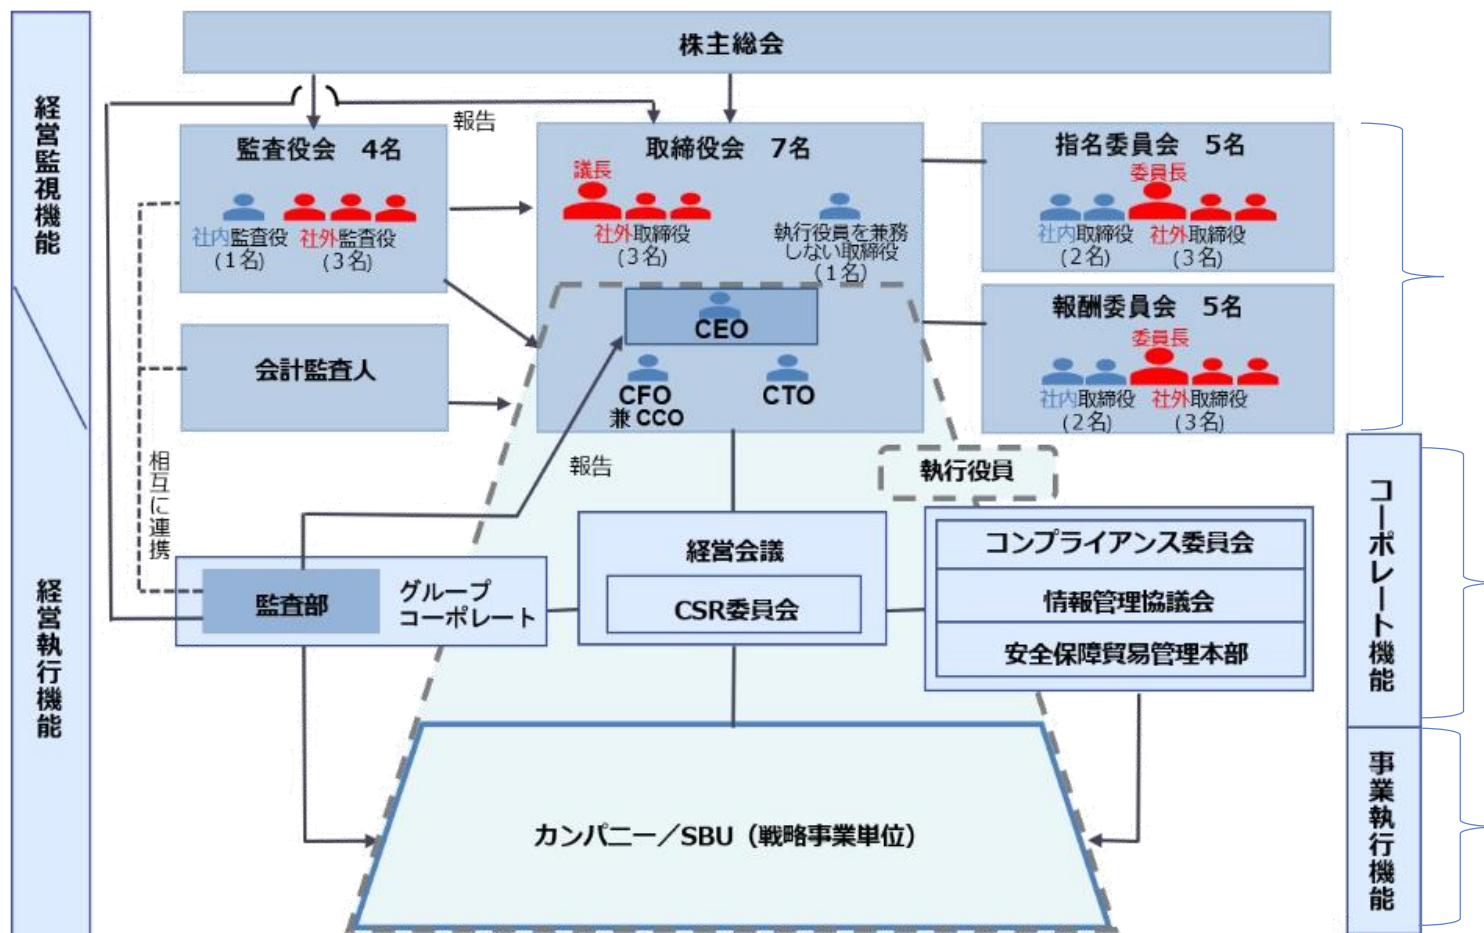 株主総会
経営監視機能
報告
監査役会　4名
社内監査役
(1名)
社外監査役
(3名)
取締役会　7名
議長
社外取締役
(3名)
執行役員を兼務
しない取締役
(1名)
指名委員会　5名
委員長
社内取締役
(2名)
社外取締役
(3名)
CEO
CFO
兼 CCO
CTO
会計監査人
報酬委員会　5名
委員長
社内取締役
(2名)
社外取締役
(3名)
相互に連携
報告
執行役員
経営執行機能
監査部
グループ
コーポレート
経営会議
CSR委員会
コンプライアンス委員会
情報管理協議会
安全保障貿易管理本部
コーポレート機能
カンパニー／SBU（戦略事業単位）
事業執行機能